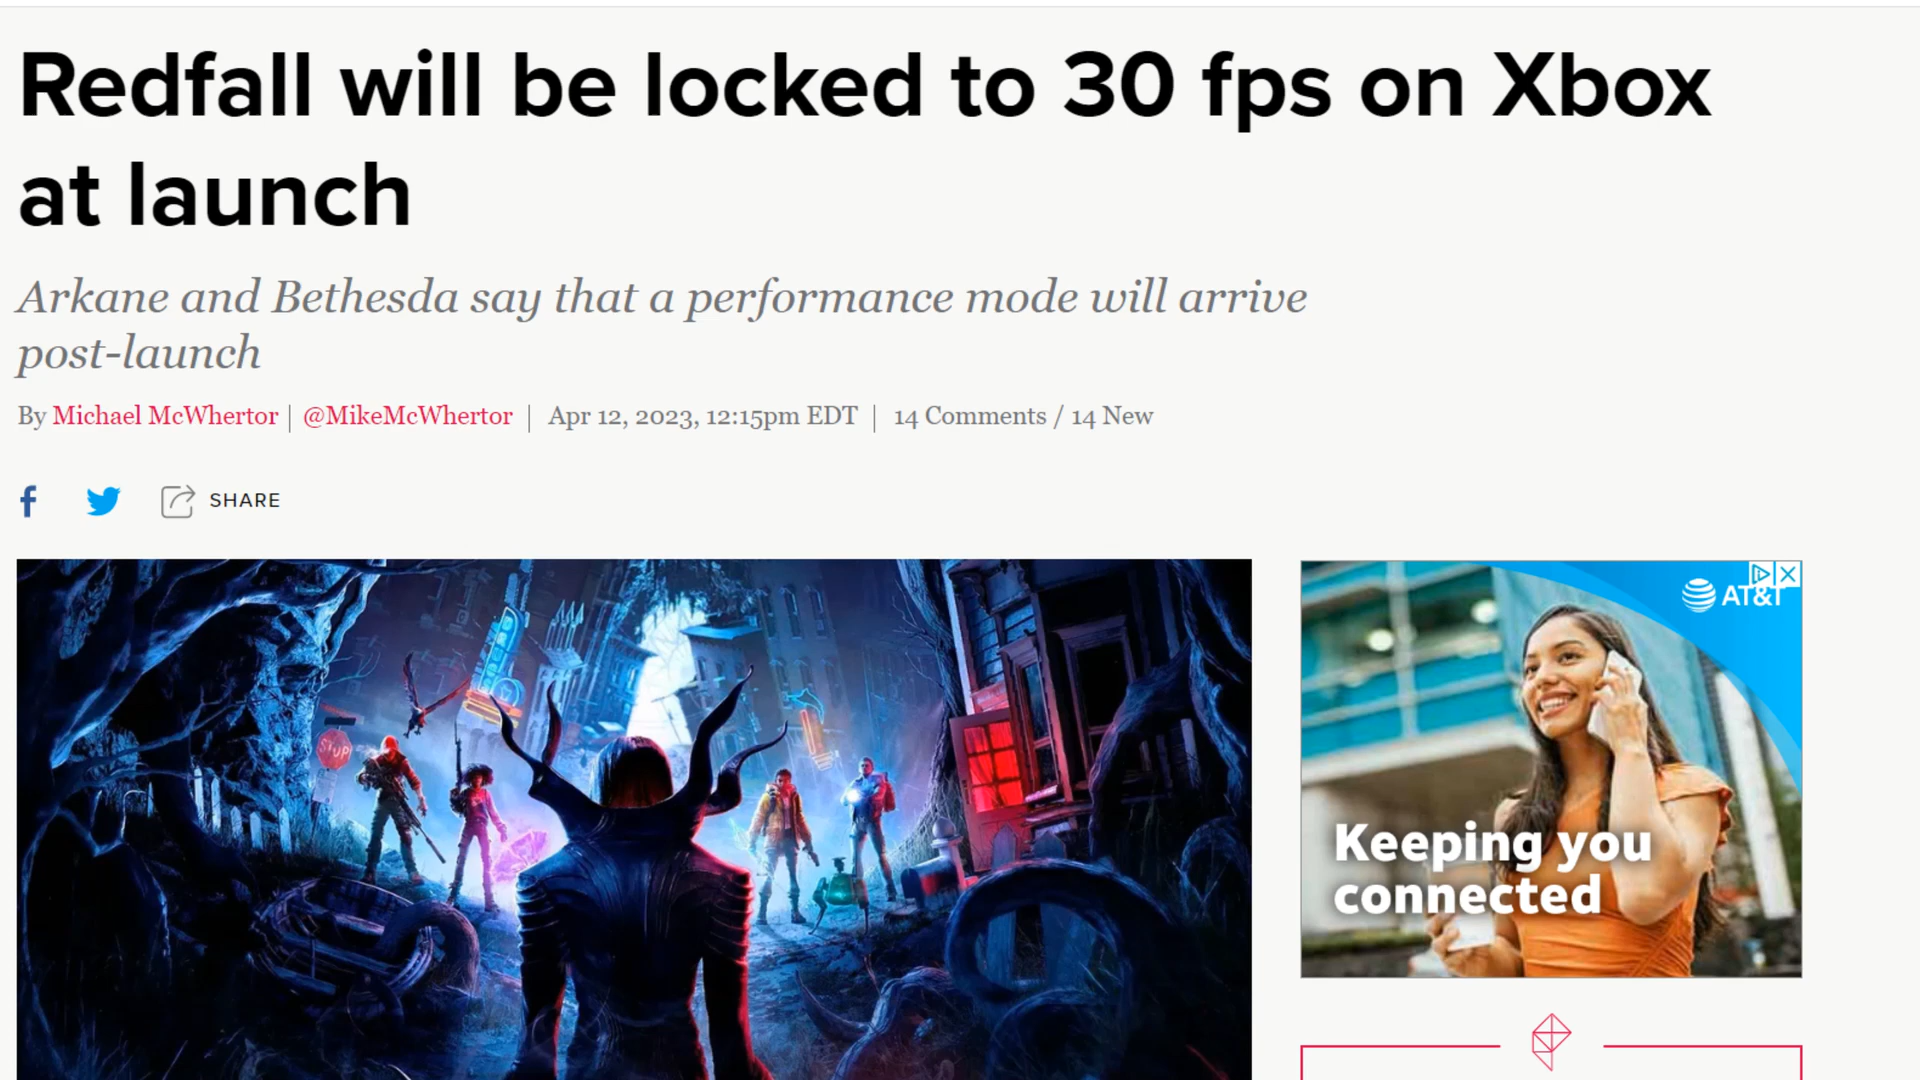 Redfall will be locked to 30 fps on Xbox
at launch
Arkane and Bethesda say that a performance mode will arrive
post-launch
By Michael McWhertor | @MikeMcWhertor | Apr 12, 2023, 12:15pm EDT | 14 Comments / 14 New
SHARE
STOP
AT&T
Keeping you
connected